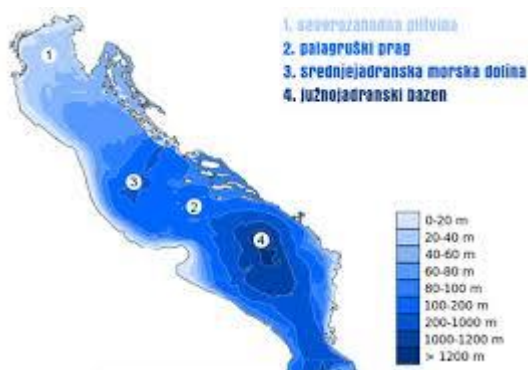 1. severozahodna plitvina
2. palagruški prag
3. srednjejadranska morska dolina
4. južnojadranski bazen
1
3
2
4
0-20 m
20-40 m
40-60 m
60-80 m
80-100 m
100-200 m
200-1000 m
1000-1200 m
> 1200 m